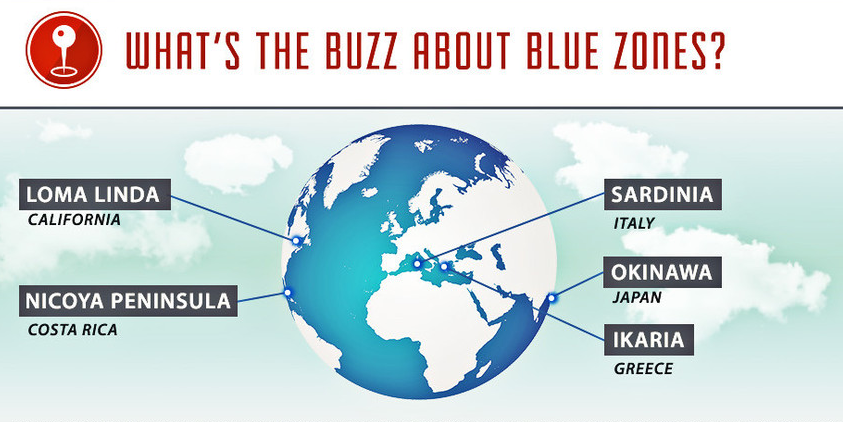 WHAT'S THE BUZZ ABOUT BLUE ZONES?
LOMA LINDA
CALIFORNIA
NICOYA PENINSULA
COSTA RICA
SARDINIA
ITALY
OKINAWA
JAPAN
IKARIA
GREECE